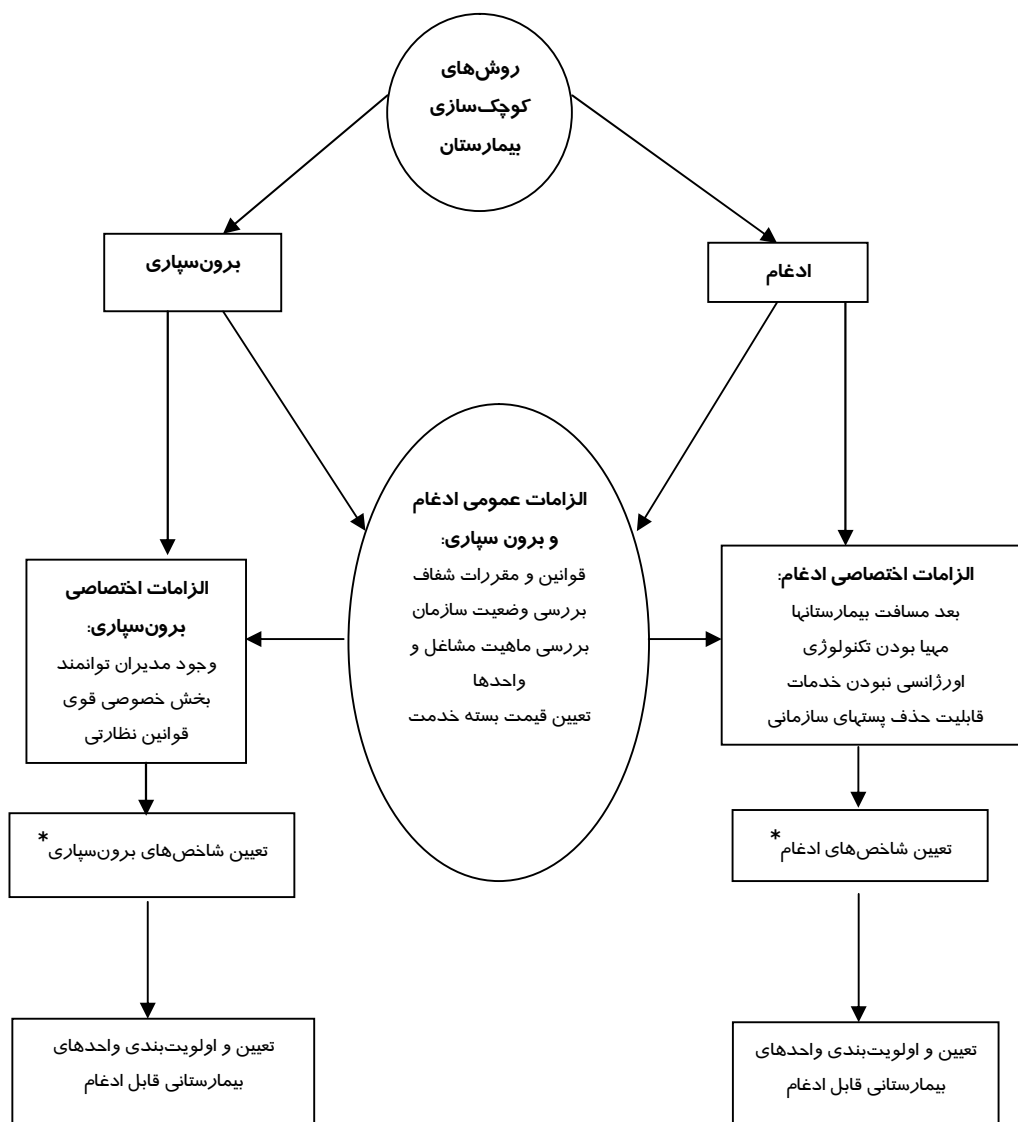 روش‌های
کوچک‌سازی
بیمارستان
ادغام
برون‌سپاری
الزامات عمومی ادغام
و برون سپاری:
قوانین و مقررات شفاف
بررسی وضعیت سازمان
بررسی ماهیت مشاغل و
واحدها
تعیین قیمت بسته خدمت
الزامات اختصاصی ادغام:
بعد مسافت بیمارستانها
مهیا بودن تکنولوژی
اورژانسی نبودن خدمات
قابلیت حذف پستهای سازمانی
الزامات اختصاصی
برون‌سپاری:
وجود مدیران توانمند
بخش خصوصی قوی
قوانین نظارتی
تعیین شاخص‌های ادغام*
تعیین شاخص‌های برون‌سپاری*
تعیین و اولویت‌بندی واحدهای
بیمارستانی قابل ادغام
تعیین و اولویت‌بندی واحدهای
بیمارستانی قابل ادغام